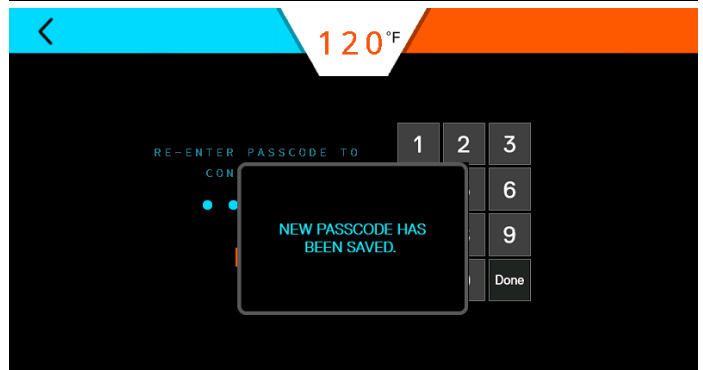 120°F
RE-ENTER PASSCODE TO
CON
1 2 3
6
9
Done
NEW PASSCODE HAS
BEEN SAVED.